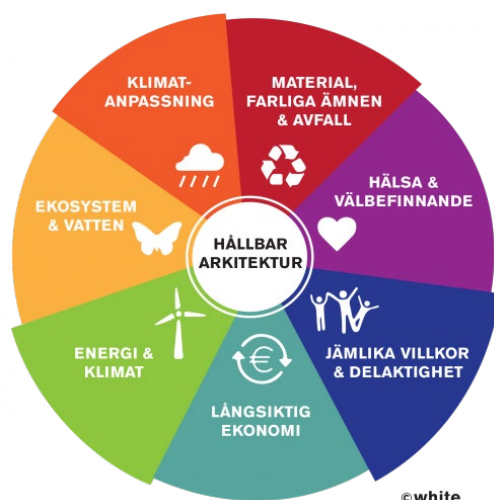 KLIMAT-
ANPASSNING
MATERIAL,
FARLIGA ÄMNEN
& AVFALL
HÄLSA &
VÄLBEFINNANDE
JÄMLIKA VILLKOR
& DELAKTIGHET
LÅNGSIKTIG
EKONOMI
ENERGI &
KLIMAT
EKOSYSTEM
& VATTEN
HÅLLBAR
ARKITEKTUR
€
©white